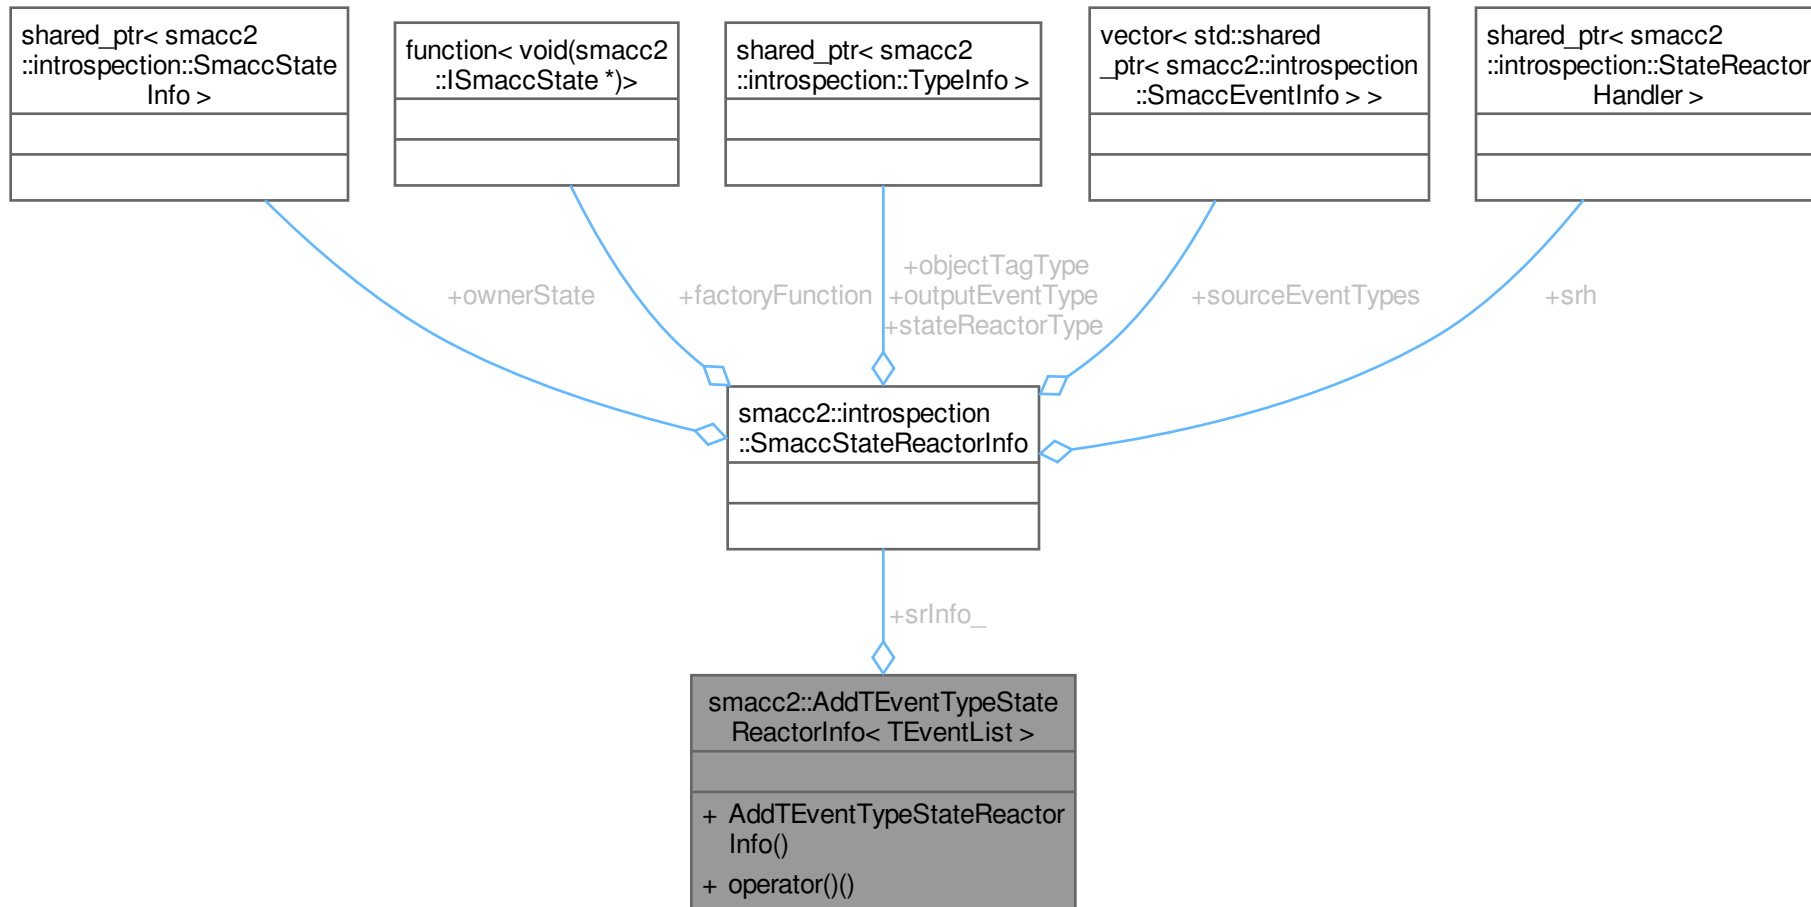 shared_ptr< smacc2
::introspection::SmaccState
Info >
function< void(smacc2
::ISmaccState *)>
shared_ptr< smacc2
::introspection::TypeInfo >
vector< std::shared
_ptr< smacc2::introspection
::SmaccEventInfo > >
shared_ptr< smacc2
::introspection::StateReactor
Handler >
+ownerState
+factoryFunction
+objectTagType
+outputEventType
+stateReactorType
+sourceEventTypes
+srh
smacc2::introspection
::SmaccStateReactorInfo
+srInfo_
smacc2::AddTEventTypeState
ReactorInfo< TEventList >
+ AddTEventTypeStateReactor
Info()
+ operator()()